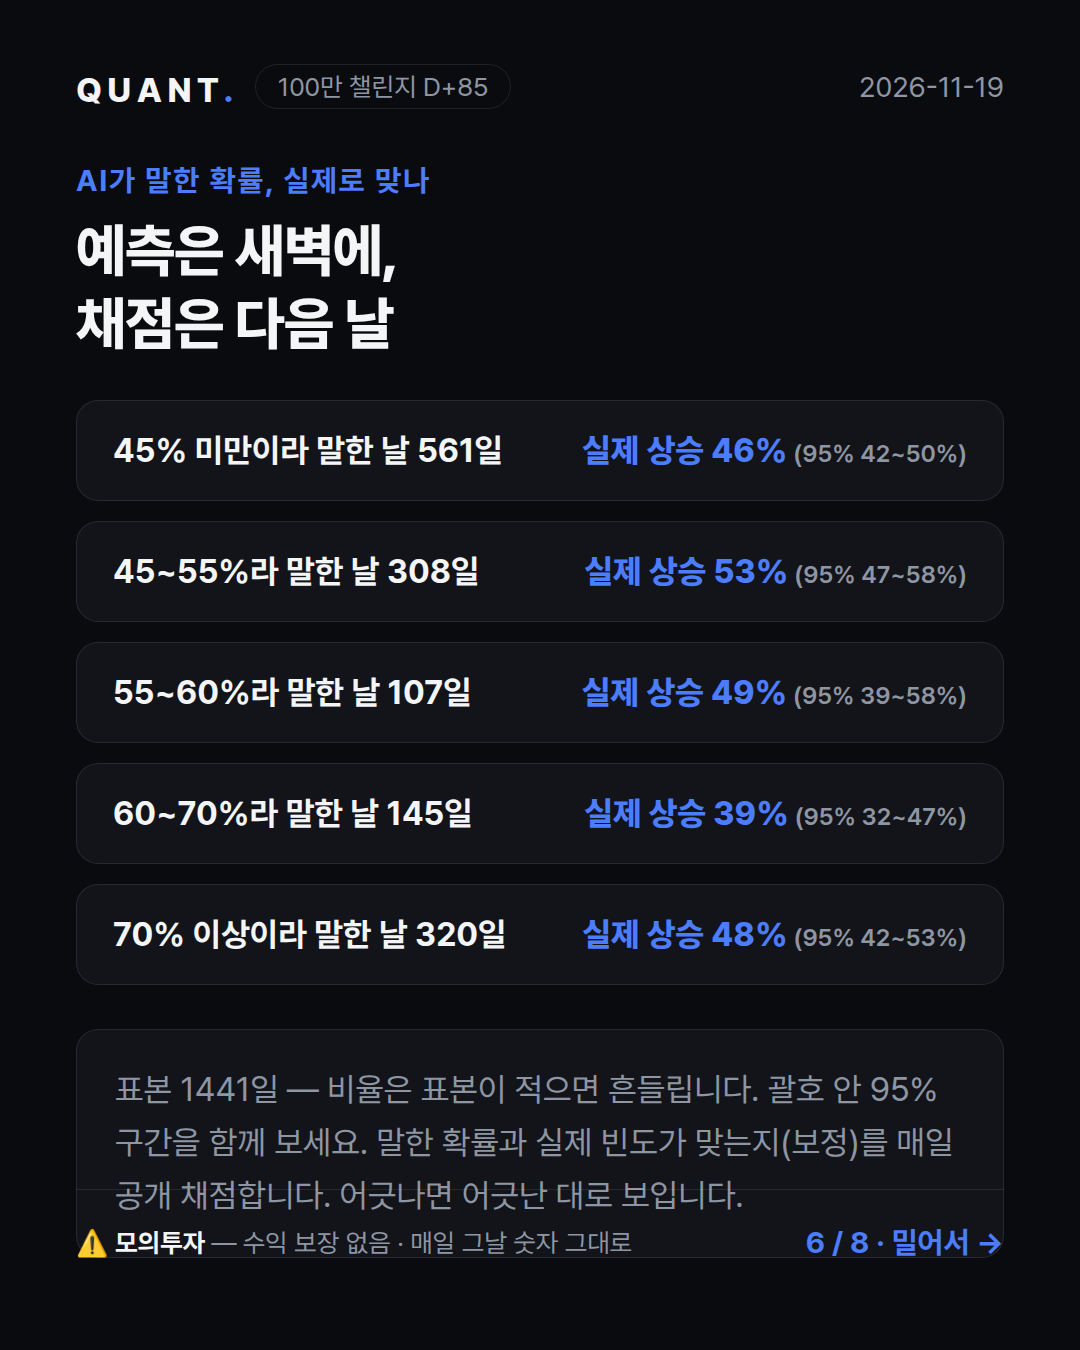 QUANT. 100만 챌린지 D+85 2026-11-19
AI가 말한 확률, 실제로 맞나
예측은 새벽에,
채점은 다음 날
45% 미만이라 말한 날 561일 실제 상승 46% (95% 42~50%)
45~55%라 말한 날 308일 실제 상승 53% (95% 47~58%)
55~60%라 말한 날 107일 실제 상승 49% (95% 39~58%)
60~70%라 말한 날 145일 실제 상승 39% (95% 32~47%)
70% 이상이라 말한 날 320일 실제 상승 48% (95% 42~53%)
표본 1441일 — 비율은 표본이 적으면 흔들립니다. 괄호 안 95%
구간을 함께 보세요. 말한 확률과 실제 빈도가 맞는지(보정)를 매일
공개 채점합니다. 어긋나면 어긋난 대로 보입니다.
⚠️ 모의투자 — 수익 보장 없음 · 매일 그날 숫자 그대로 6 / 8 · 밀어서 →